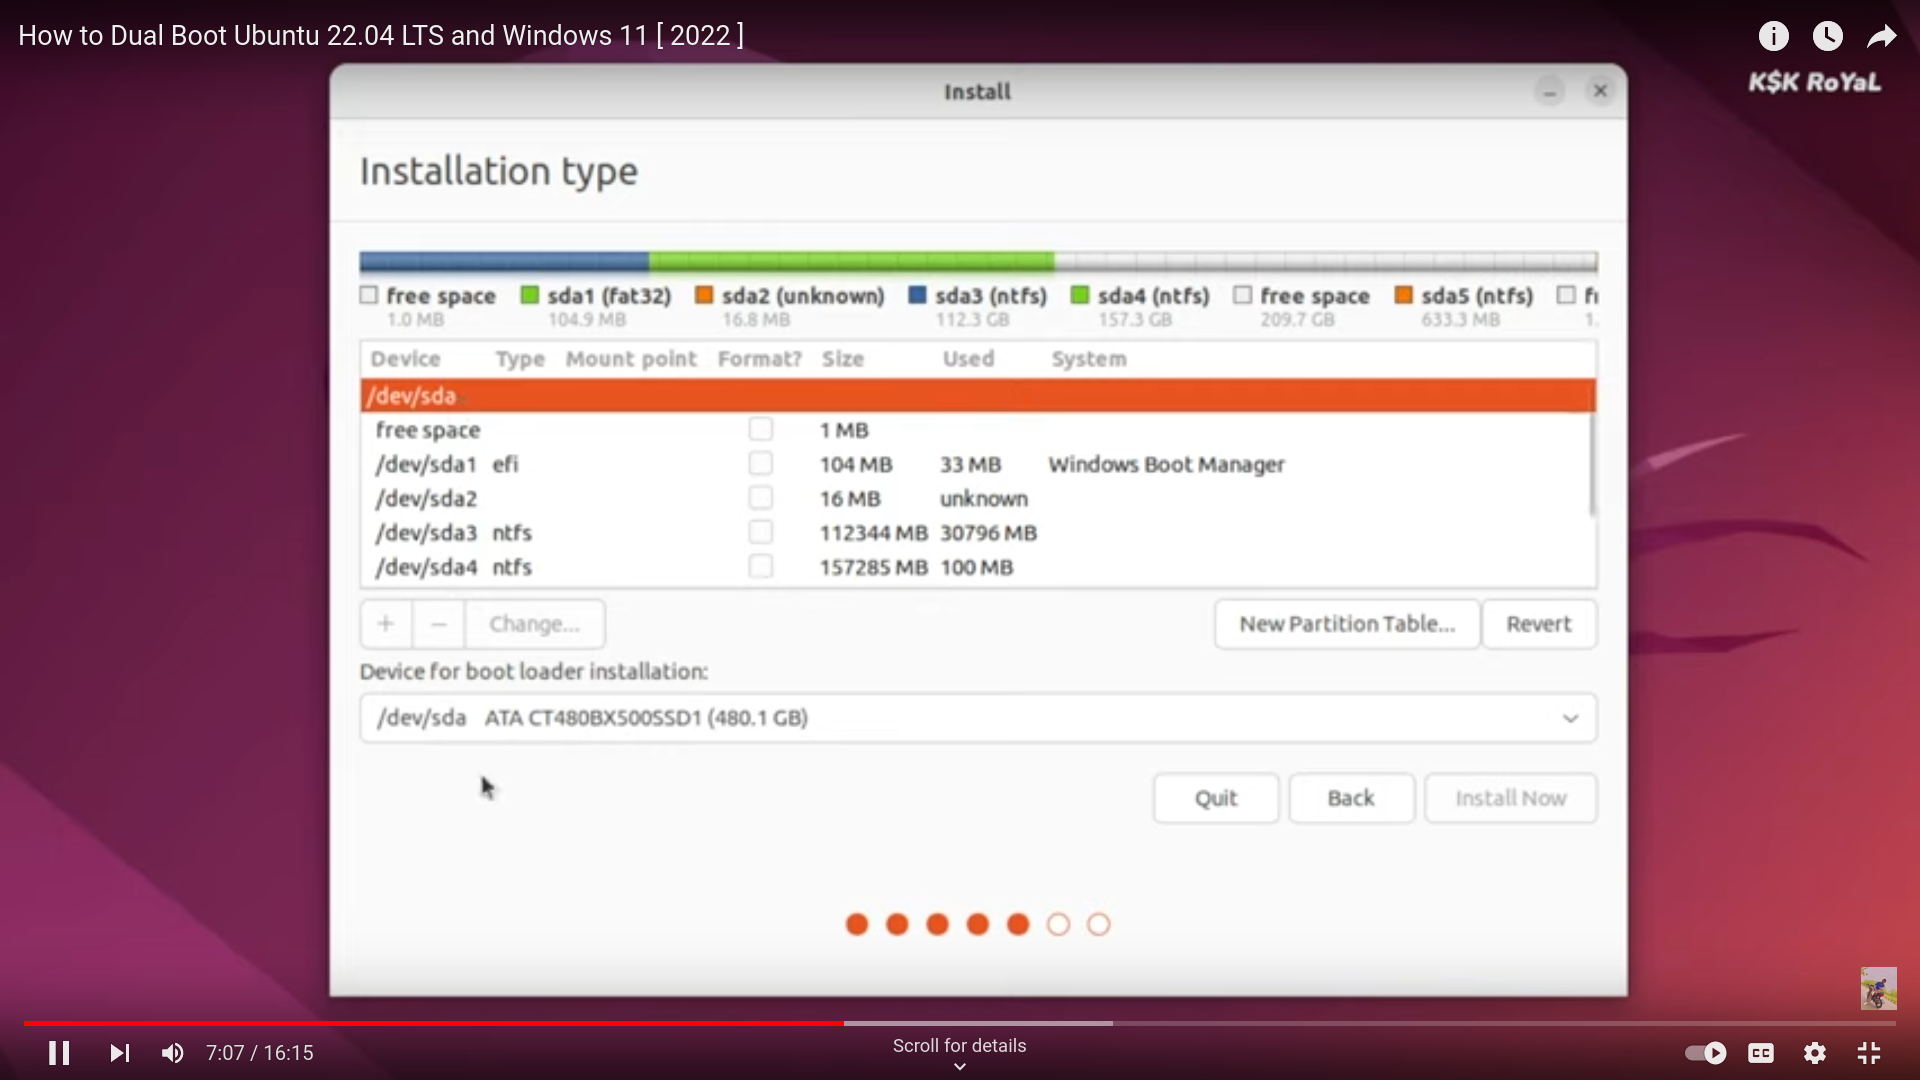 How to Dual Boot Ubuntu 22.04 LTS and Windows 11 [ 2022 ]
K$K RoYaL
Install
Installation type
free space sda1 (fat32) sda2 (unknown) sda3 (ntfs) sda4 (ntfs) free space sda5 (ntfs)
1.0 MB 104.9 MB 16.8 MB 112.3 GB 157.3 GB 209.7 GB 633.3 MB 1.
Device Type Mount point Format? Size Used System
/dev/sda
free space 1 MB
/dev/sda1 efi 104 MB 33 MB Windows Boot Manager
/dev/sda2 16 MB unknown
/dev/sda3 ntfs 112344 MB 30796 MB
/dev/sda4 ntfs 157285 MB 100 MB
+ − Change... New Partition Table... Revert
Device for boot loader installation:
/dev/sda ATA CT480BX500SSD1 (480.1 GB)
Quit Back Install Now
7:07 / 16:15
Scroll for details
CC